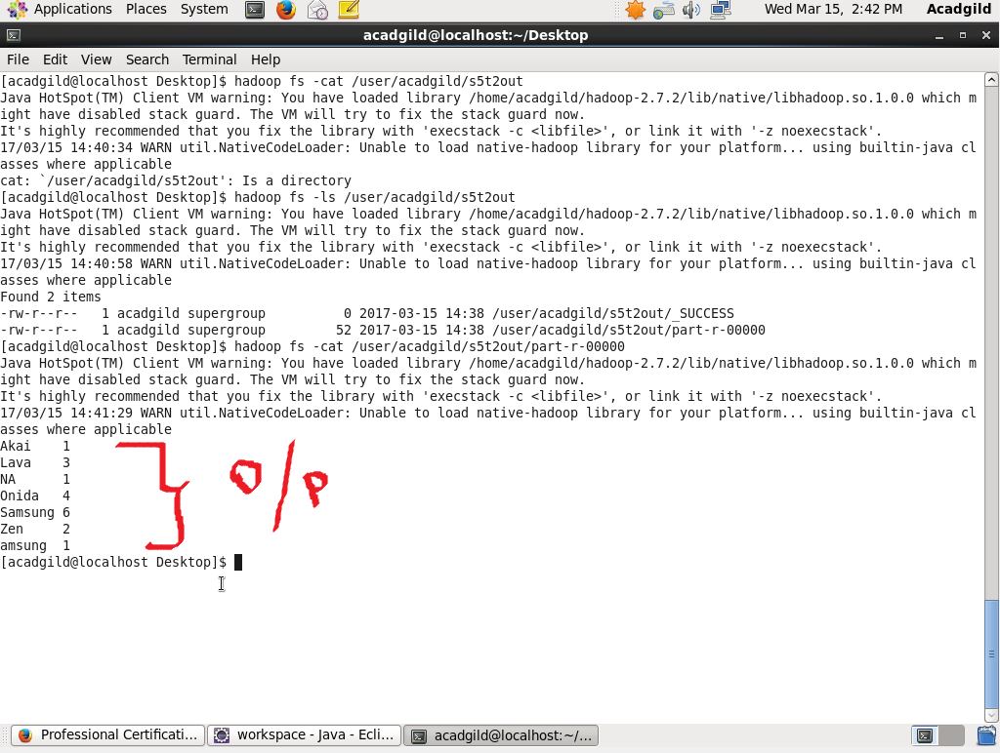 Applications Places System Wed Mar 15, 2:42 PM Acadgild
acadgild@localhost:~/Desktop
File Edit View Search Terminal Help
[acadgild@localhost Desktop]$ hadoop fs -cat /user/acadgild/s5t2out
Java HotSpot(TM) Client VM warning: You have loaded library /home/acadgild/hadoop-2.7.2/lib/native/libhadoop.so.1.0.0 which m
ight have disabled stack guard. The VM will try to fix the stack guard now.
It's highly recommended that you fix the library with 'execstack -c <libfile>', or link it with '-z noexecstack'.
17/03/15 14:40:34 WARN util.NativeCodeLoader: Unable to load native-hadoop library for your platform... using builtin-java cl
asses where applicable
cat: `/user/acadgild/s5t2out': Is a directory
[acadgild@localhost Desktop]$ hadoop fs -ls /user/acadgild/s5t2out
Java HotSpot(TM) Client VM warning: You have loaded library /home/acadgild/hadoop-2.7.2/lib/native/libhadoop.so.1.0.0 which m
ight have disabled stack guard. The VM will try to fix the stack guard now.
It's highly recommended that you fix the library with 'execstack -c <libfile>', or link it with '-z noexecstack'.
17/03/15 14:40:58 WARN util.NativeCodeLoader: Unable to load native-hadoop library for your platform... using builtin-java cl
asses where applicable
Found 2 items
-rw-r--r--   1 acadgild supergroup          0 2017-03-15 14:38 /user/acadgild/s5t2out/_SUCCESS
-rw-r--r--   1 acadgild supergroup         52 2017-03-15 14:38 /user/acadgild/s5t2out/part-r-00000
[acadgild@localhost Desktop]$ hadoop fs -cat /user/acadgild/s5t2out/part-r-00000
Java HotSpot(TM) Client VM warning: You have loaded library /home/acadgild/hadoop-2.7.2/lib/native/libhadoop.so.1.0.0 which m
ight have disabled stack guard. The VM will try to fix the stack guard now.
It's highly recommended that you fix the library with 'execstack -c <libfile>', or link it with '-z noexecstack'.
17/03/15 14:41:29 WARN util.NativeCodeLoader: Unable to load native-hadoop library for your platform... using builtin-java cl
asses where applicable
Akai    1
Lava    3
NA      1
Onida   4
Samsung 6
Zen     2
amsung  1
O/P
[acadgild@localhost Desktop]$
Professional Certificati... workspace - Java - Ecli... acadgild@localhost:~/...